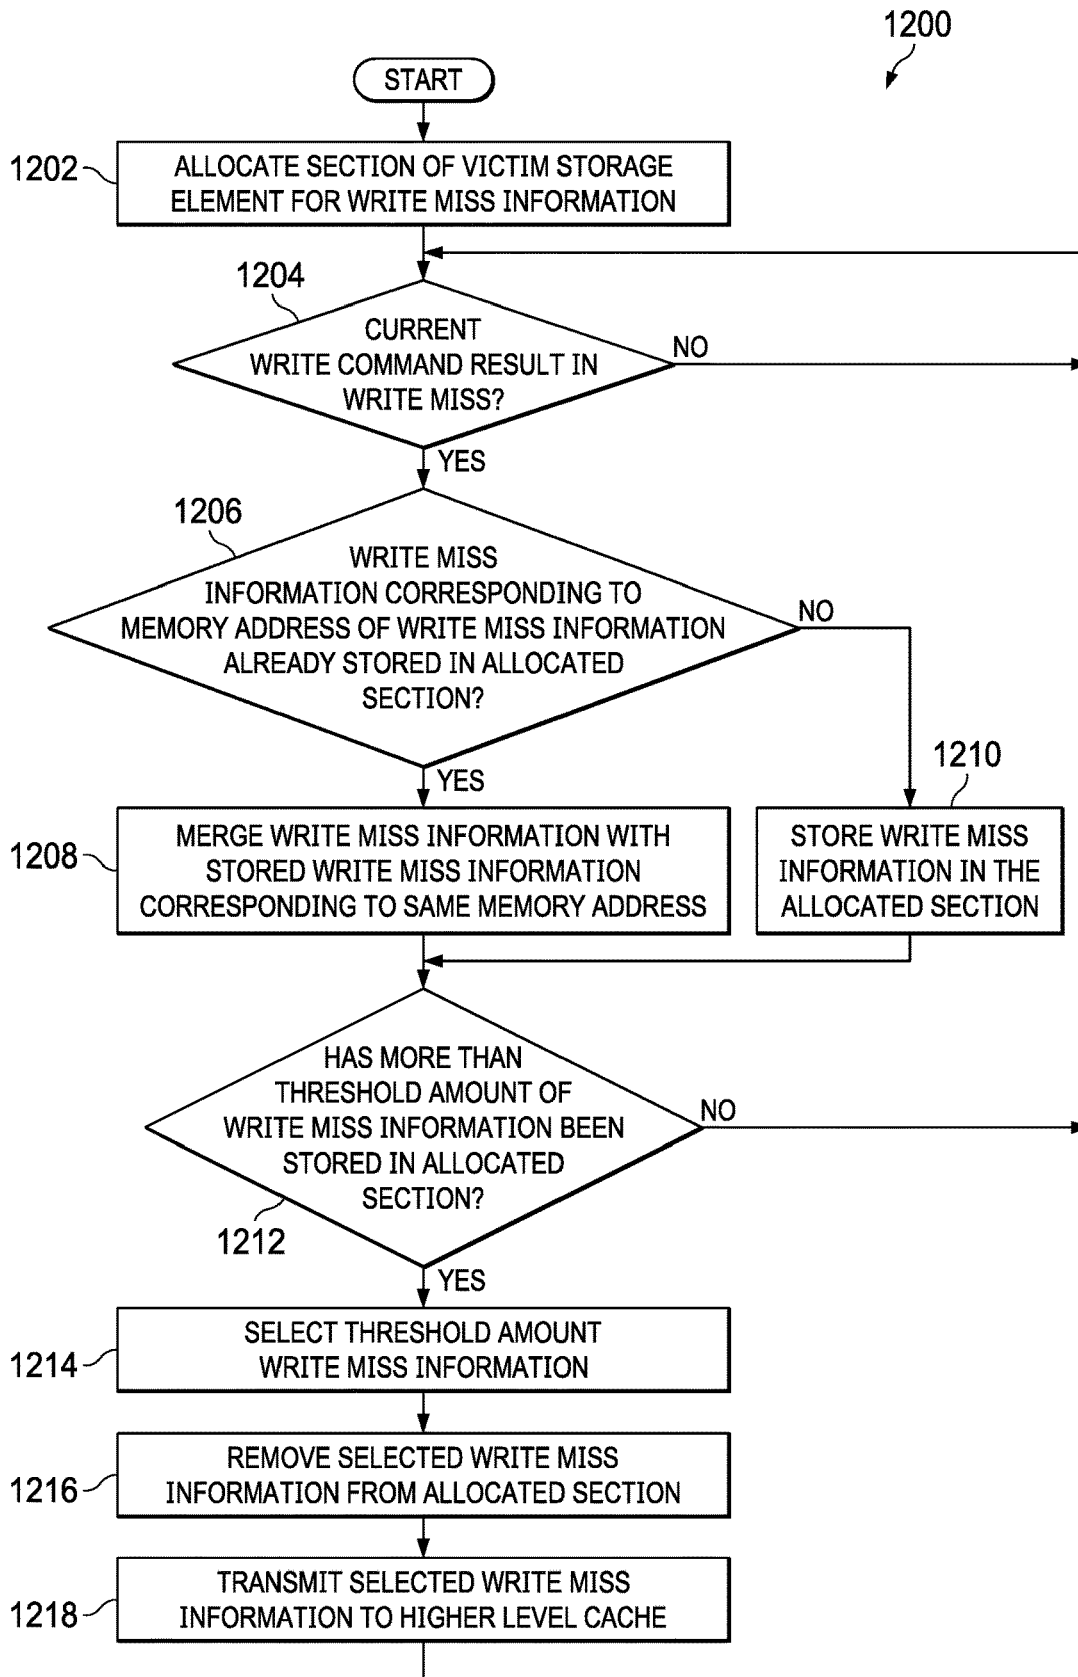 1200
START
1202
ALLOCATE SECTION OF VICTIM STORAGE
ELEMENT FOR WRITE MISS INFORMATION
1204
CURRENT
WRITE COMMAND RESULT IN
WRITE MISS?
NO
YES
1206
WRITE MISS
INFORMATION CORRESPONDING TO
MEMORY ADDRESS OF WRITE MISS INFORMATION
ALREADY STORED IN ALLOCATED
SECTION?
NO
YES
1208
MERGE WRITE MISS INFORMATION WITH
STORED WRITE MISS INFORMATION
CORRESPONDING TO SAME MEMORY ADDRESS
1210
STORE WRITE MISS
INFORMATION IN THE
ALLOCATED SECTION
HAS MORE THAN
THRESHOLD AMOUNT OF
WRITE MISS INFORMATION BEEN
STORED IN ALLOCATED
SECTION?
NO
1212
YES
1214
SELECT THRESHOLD AMOUNT
WRITE MISS INFORMATION
1216
REMOVE SELECTED WRITE MISS
INFORMATION FROM ALLOCATED SECTION
1218
TRANSMIT SELECTED WRITE MISS
INFORMATION TO HIGHER LEVEL CACHE